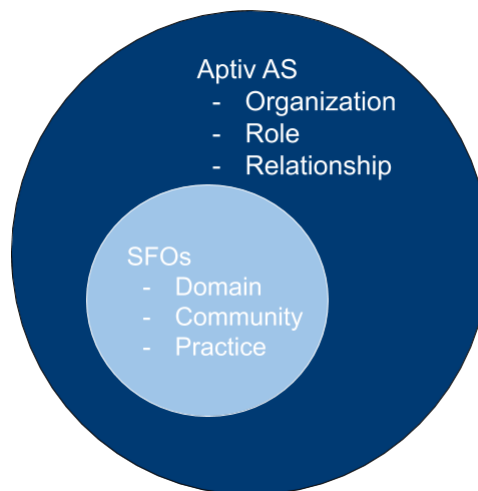 Aptiv AS
- Organization
- Role
- Relationship
SFOs
- Domain
- Community
- Practice